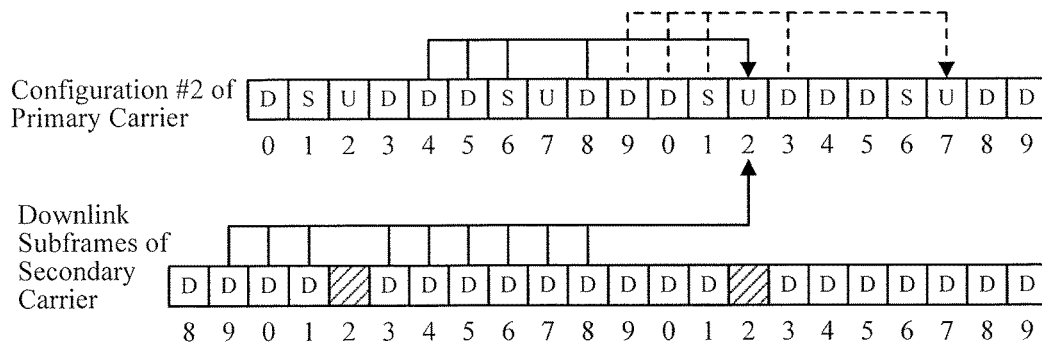 Configuration #2 of
Primary Carrier
D S U D D D S U D D D S U D D D S U D D
0 1 2 3 4 5 6 7 8 9 0 1 2 3 4 5 6 7 8 9
Downlink
Subframes of
Secondary
Carrier
D D D D D D D D D D D D D D D D D D D D
8 9 0 1 2 3 4 5 6 7 8 9 0 1 2 3 4 5 6 7 8 9